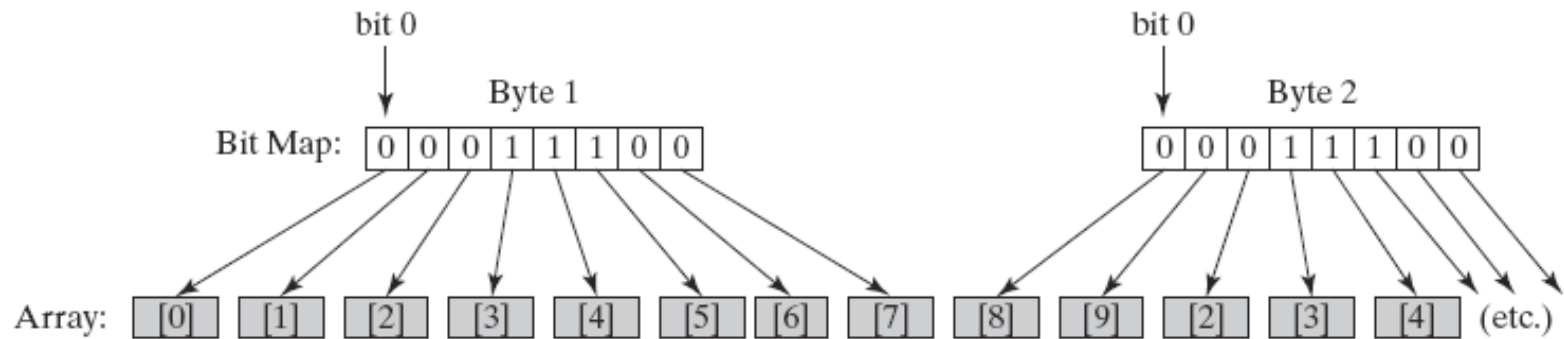 bit 0 bit 0
Byte 1 Byte 2
Bit Map: 0 0 0 1 1 1 0 0 0 0 0 1 1 1 0 0
Array: [0] [1] [2] [3] [4] [5] [6] [7] [8] [9] [2] [3] [4] (etc.)